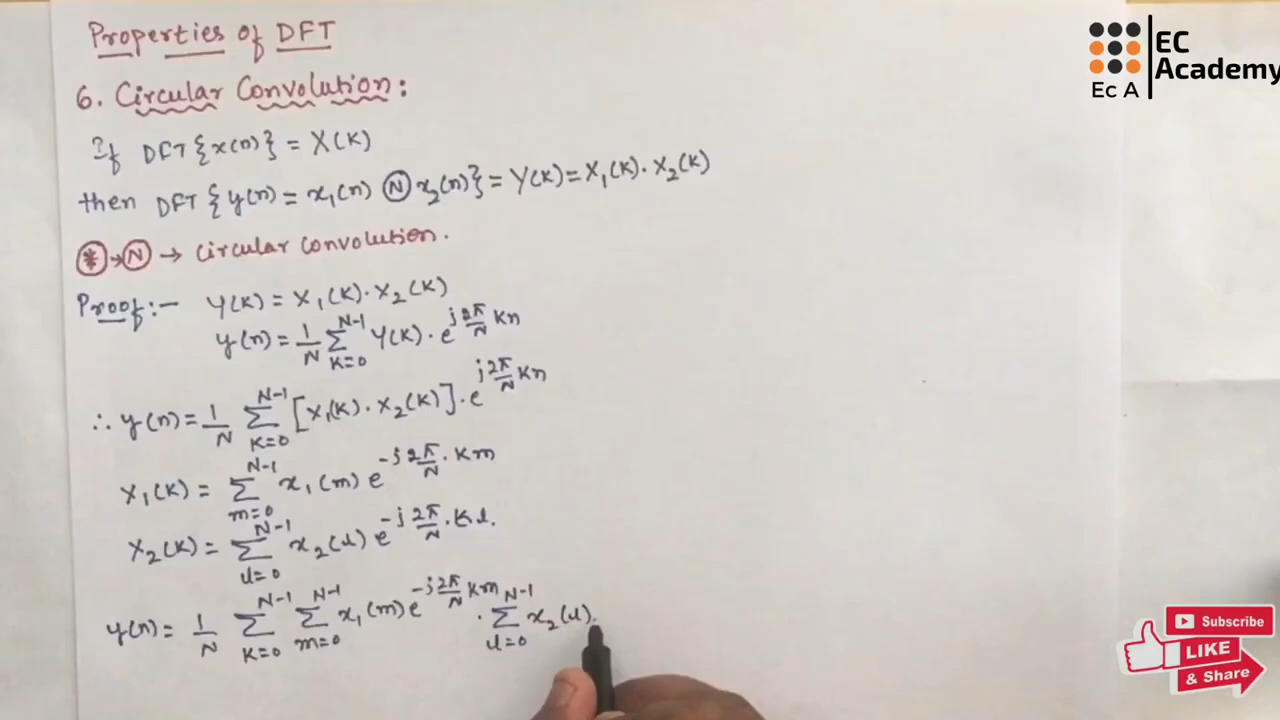 Properties of DFT
6. Circular Convolution:
If DFT{x(n)} = X(K)
then DFT{y(n) = x₁(n) Ⓝ x₂(n)} = Y(K) = X₁(K) · X₂(K)
⊛ → Ⓝ → Circular convolution.
Proof:- Y(K) = X₁(K) · X₂(K)
y(n) = 1/N Σ_{K=0}^{N-1} Y(K) · e^{j 2π/N Kn}
∴ y(n) = 1/N Σ_{K=0}^{N-1} [X₁(K) · X₂(K)] · e^{j 2π/N Kn}
X₁(K) = Σ_{m=0}^{N-1} x₁(m) e^{-j 2π/N · Km}
X₂(K) = Σ_{l=0}^{N-1} x₂(l) e^{-j 2π/N · K.l.}
y(n) = 1/N Σ_{K=0}^{N-1} Σ_{m=0}^{N-1} x₁(m) e^{-j 2π/N Km} · Σ_{l=0}^{N-1} x₂(l).
EC
Academy
Ec A
Subscribe
LIKE
& Share